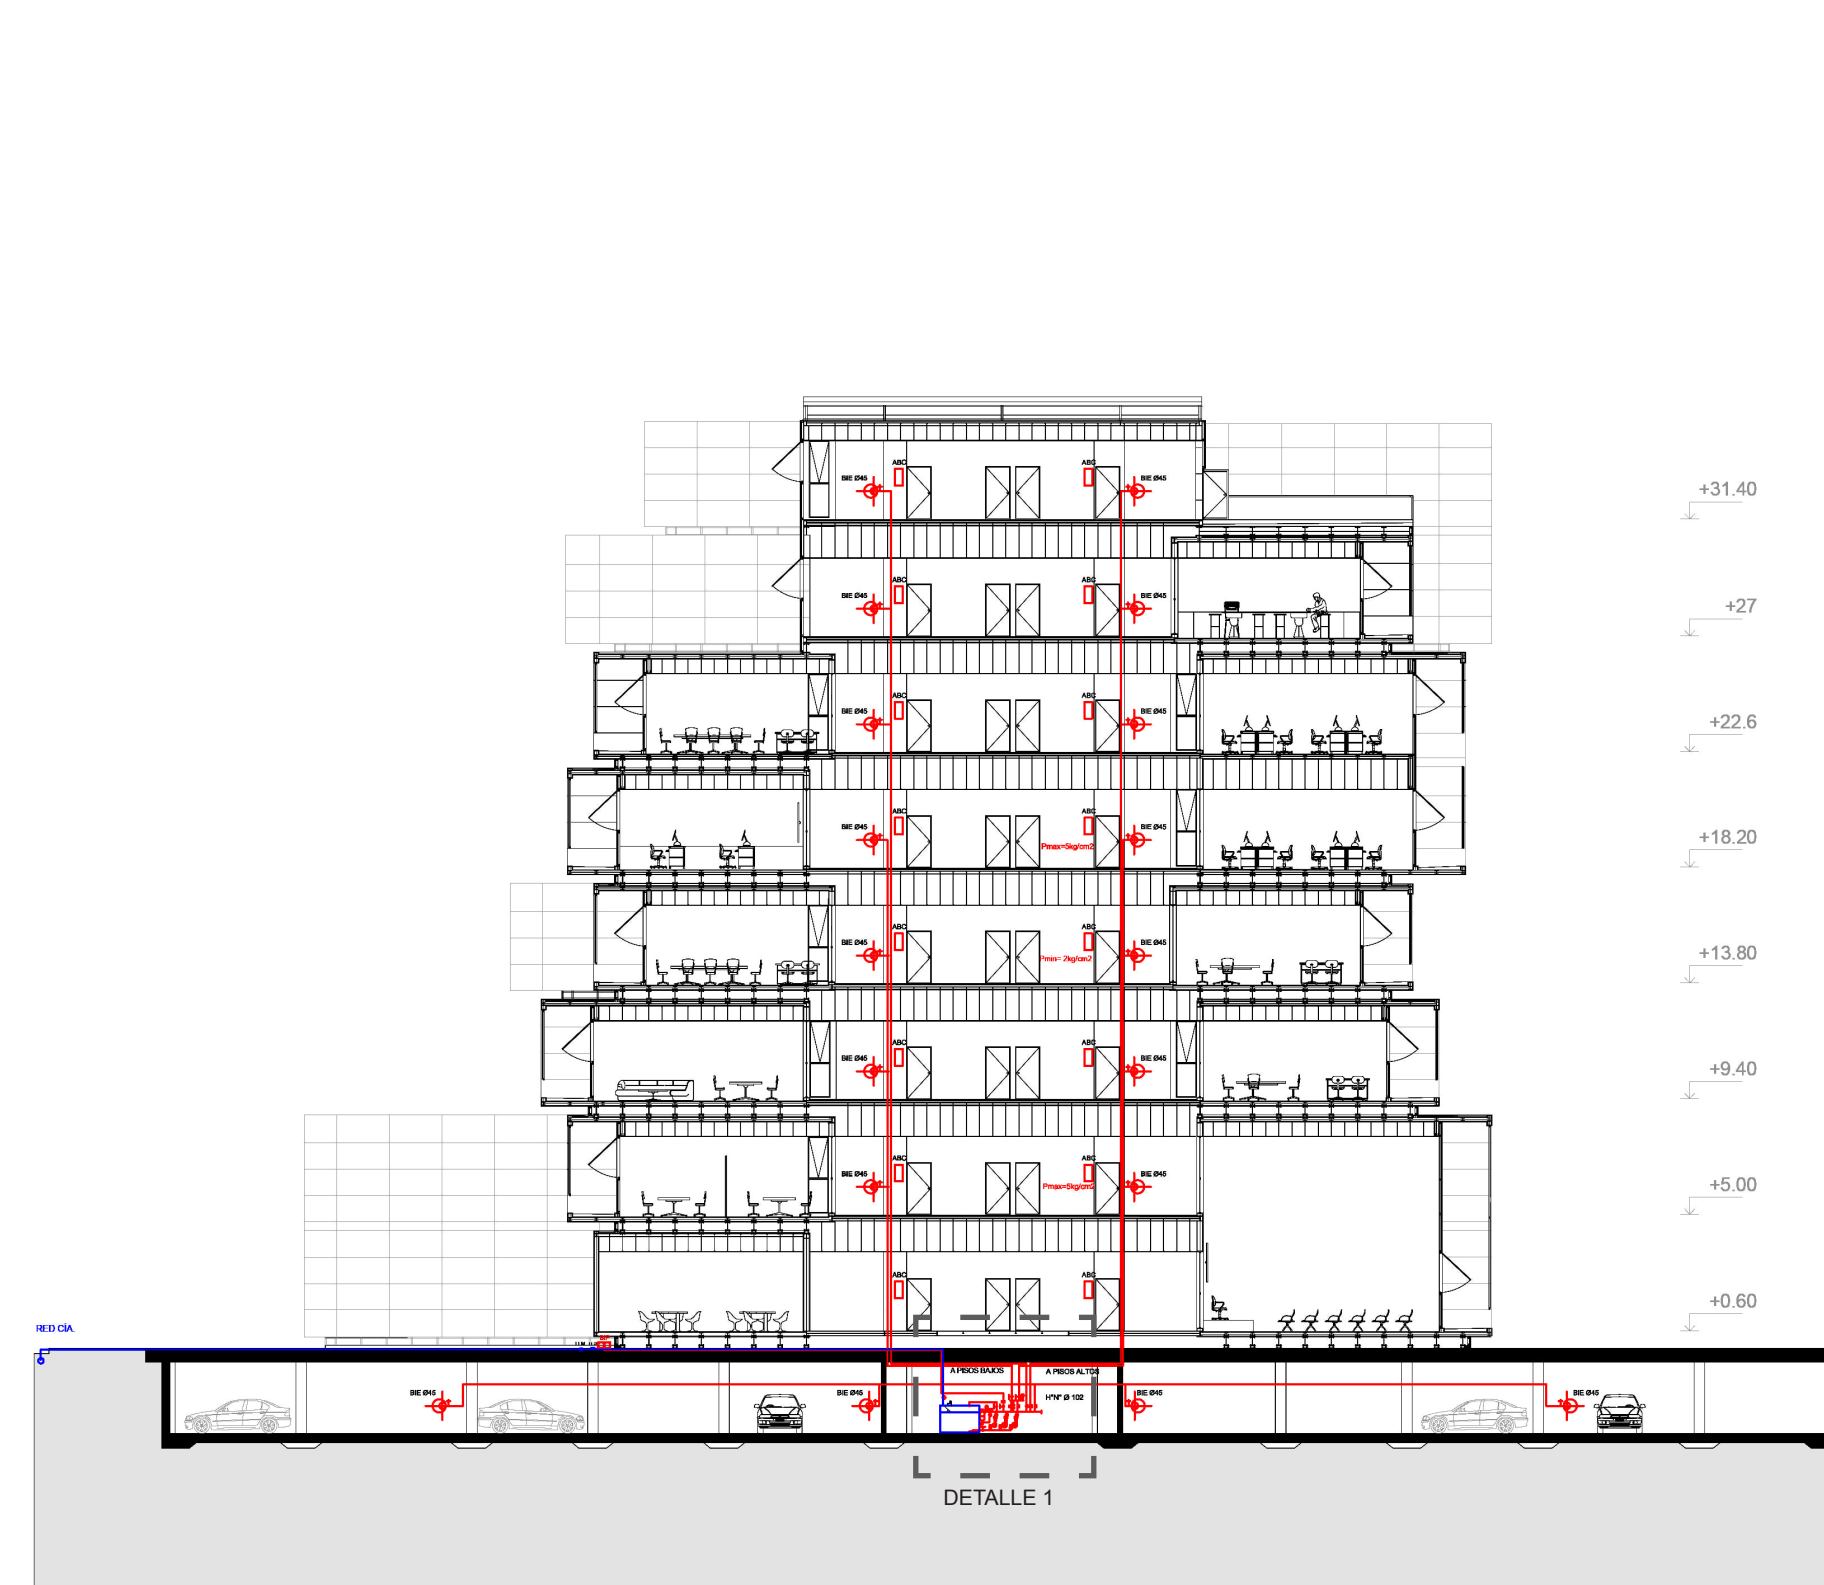 ABC ABC
BIE Ø45 BIE Ø45
+31.40
ABC ABC
BIE Ø45 BIE Ø45
+27
ABC ABC
BIE Ø45 BIE Ø45
+22.6
ABC ABC
BIE Ø45 BIE Ø45
+18.20
Pmax=5kg/cm2
ABC ABC
BIE Ø45 BIE Ø45
+13.80
Pmin= 2kg/cm2
ABC ABC
BIE Ø45 BIE Ø45
+9.40
ABC ABC
BIE Ø45 BIE Ø45
+5.00
Pmax=5kg/cm2
ABC ABC
+0.60
RED CÍA.
A PISOS BAJOS A PISOS ALTOS
BIE Ø45 BIE Ø45 H"N" Ø 102 BIE Ø45 BIE Ø45
DETALLE 1